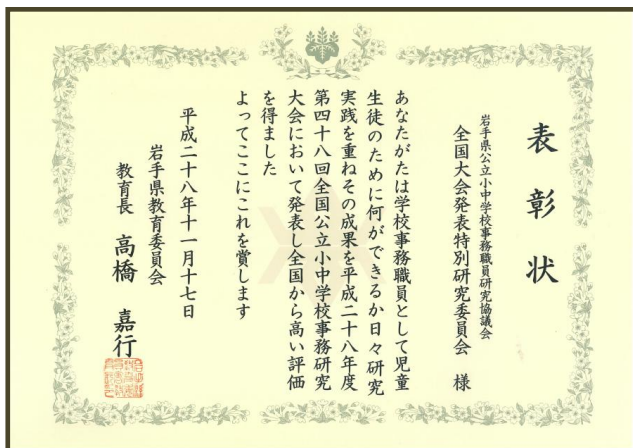 表彰状
岩手県公立小中学校事務職員研究協議会
全国大会発表特別研究委員会 様
あなたがたは学校事務職員として児童
生徒のために何ができるか日々研究
実践を重ねその成果を平成二十八年度
第四十八回全国公立小中学校事務研究
大会において発表し全国から高い評価
を得ました
よってここにこれを賞します
平成二十八年十一月十七日
岩手県教育委員会
教育長 高橋 嘉行